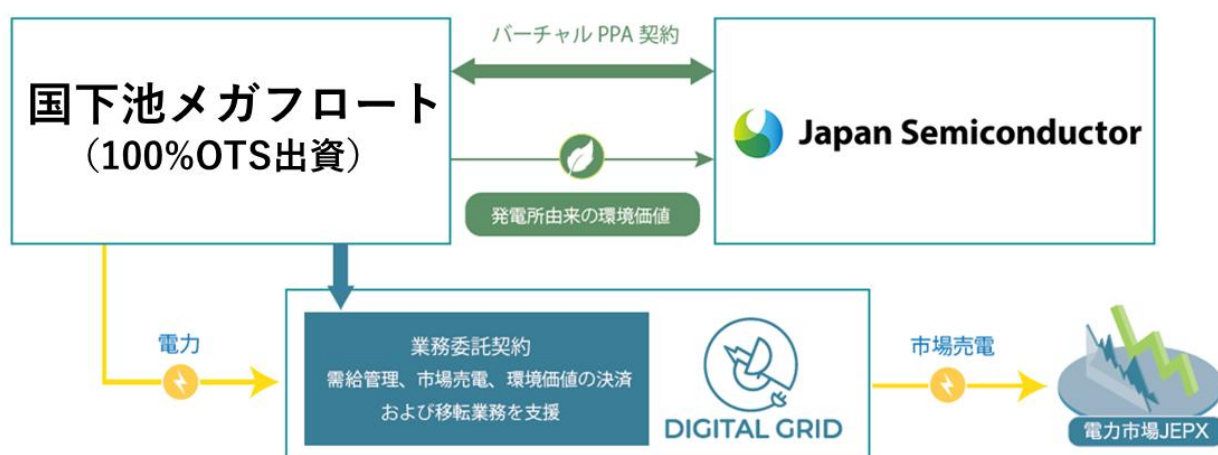 バーチャル PPA 契約
国下池メガフロート
（100%OTS出資）
Japan Semiconductor
発電所由来の環境価値
電力
業務委託契約
需給管理、市場売電、環境価値の決済
および移転業務を支援
DIGITAL GRID
市場売電
電力市場JEPX